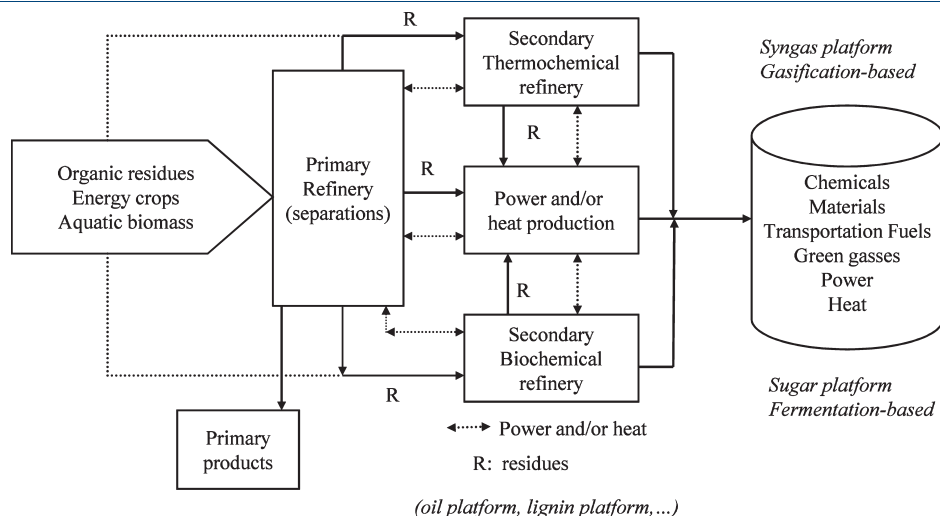 R
Secondary
Thermochemical
refinery
Syngas platform
Gasification-based
R
Organic residues
Energy crops
Aquatic biomass
Primary
Refinery
(separations)
R
Power and/or
heat production
Chemicals
Materials
Transportation Fuels
Green gasses
Power
Heat
R
Secondary
Biochemical
refinery
R
Sugar platform
Fermentation-based
Primary
products
Power and/or heat
R: residues
(oil platform, lignin platform,...)